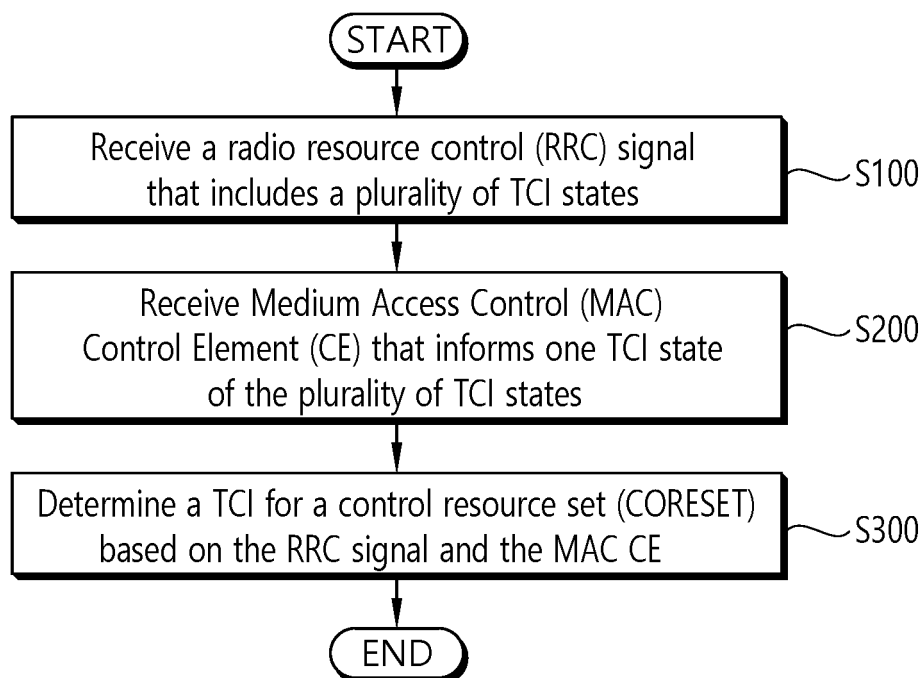 START
Receive a radio resource control (RRC) signal
that includes a plurality of TCI states
S100
Receive Medium Access Control (MAC)
Control Element (CE) that informs one TCI state
of the plurality of TCI states
S200
Determine a TCI for a control resource set (CORESET)
based on the RRC signal and the MAC CE
S300
END